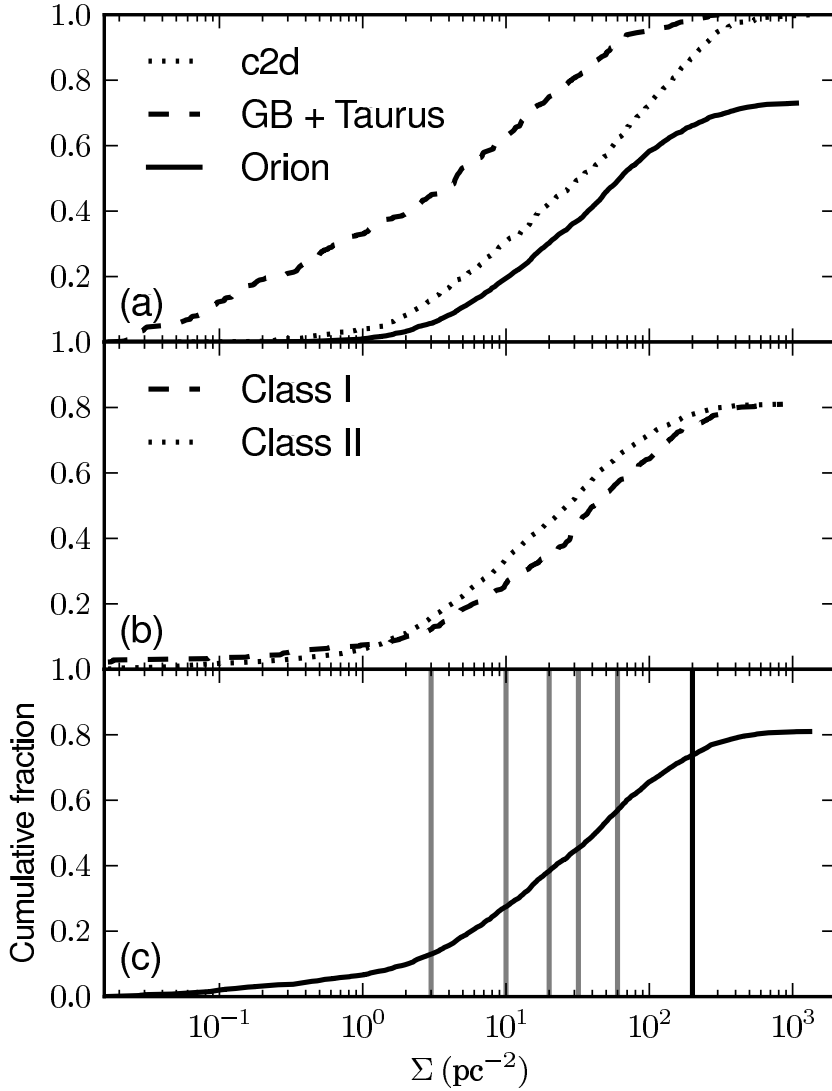 1.0
c2d
0.8
GB + Taurus
0.6
Orion
0.4
0.2
(a)
1.0
Class I
0.8
Class II
0.6
0.4
0.2
(b)
1.0
0.8
0.6
0.4
0.2
(c)
0.0
Cumulative fraction
10⁻¹ 10⁰ 10¹ 10² 10³
Σ (pc⁻²)